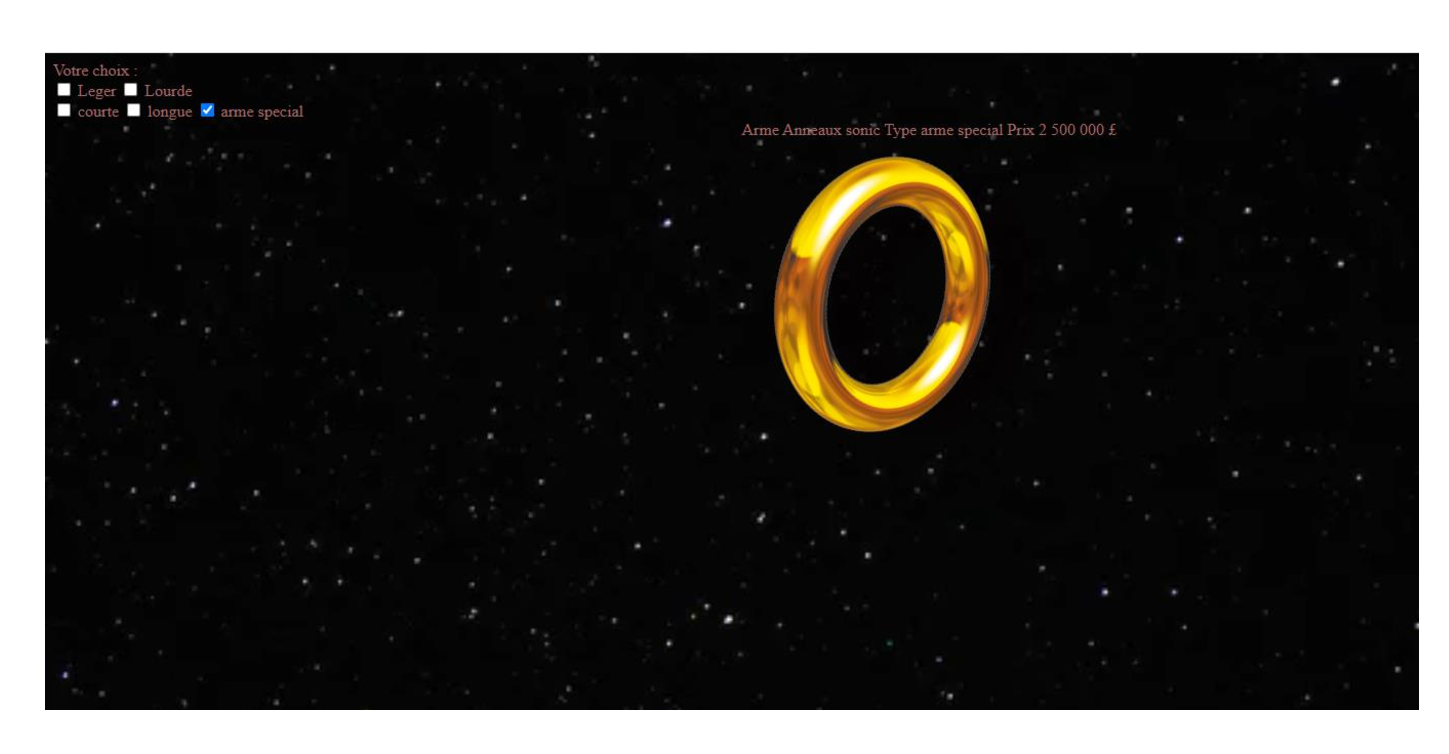 Votre choix :
Leger Lourde
courte longue arme special
Arme Anneaux sonic Type arme special Prix 2 500 000 £